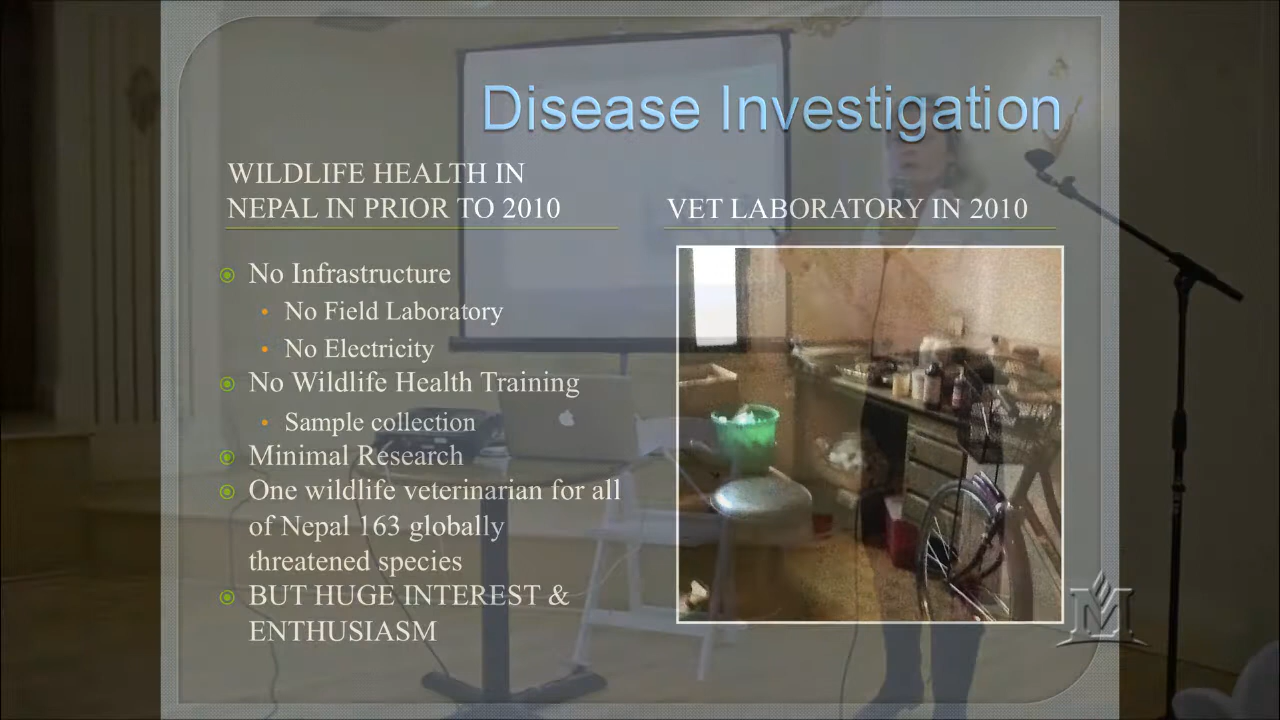 Disease Investigation
WILDLIFE HEALTH IN
NEPAL IN PRIOR TO 2010
No Infrastructure
No Field Laboratory
No Electricity
No Wildlife Health Training
Sample collection
Minimal Research
One wildlife veterinarian for all
of Nepal 163 globally
threatened species
BUT HUGE INTEREST &
ENTHUSIASM
VET LABORATORY IN 2010
M